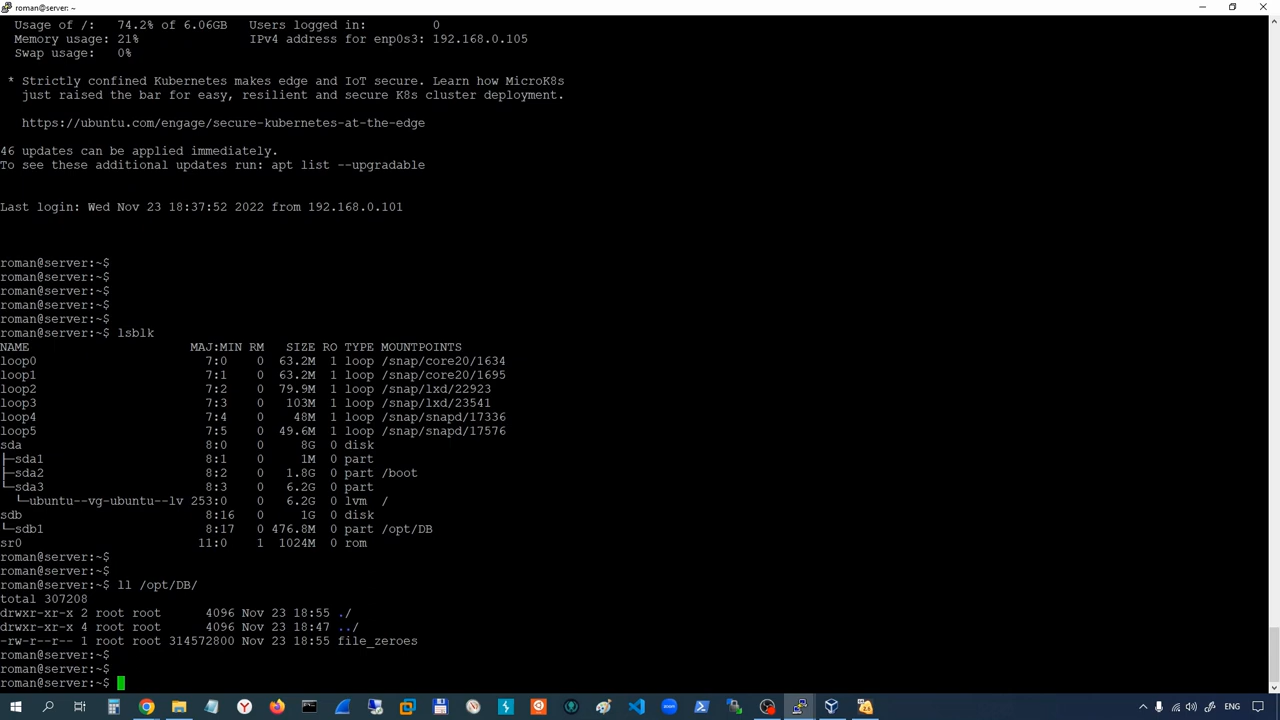 roman@server: ~
Usage of /:   74.2% of 6.06GB   Users logged in:       0
Memory usage: 21%               IPv4 address for enp0s3: 192.168.0.105
Swap usage:   0%
* Strictly confined Kubernetes makes edge and IoT secure. Learn how MicroK8s
just raised the bar for easy, resilient and secure K8s cluster deployment.
https://ubuntu.com/engage/secure-kubernetes-at-the-edge
46 updates can be applied immediately.
To see these additional updates run: apt list --upgradable
Last login: Wed Nov 23 18:37:52 2022 from 192.168.0.101
roman@server:~$
roman@server:~$
roman@server:~$
roman@server:~$
roman@server:~$
roman@server:~$ lsblk
NAME                      MAJ:MIN RM   SIZE RO TYPE MOUNTPOINTS
loop0                       7:0    0  63.2M  1 loop /snap/core20/1634
loop1                       7:1    0  63.2M  1 loop /snap/core20/1695
loop2                       7:2    0  79.9M  1 loop /snap/lxd/22923
loop3                       7:3    0   103M  1 loop /snap/lxd/23541
loop4                       7:4    0    48M  1 loop /snap/snapd/17336
loop5                       7:5    0  49.6M  1 loop /snap/snapd/17576
sda                         8:0    0     8G  0 disk
├─sda1                      8:1    0     1M  0 part
├─sda2                      8:2    0   1.8G  0 part /boot
└─sda3                      8:3    0   6.2G  0 part
  └─ubuntu--vg-ubuntu--lv 253:0    0   6.2G  0 lvm  /
sdb                         8:16   0     1G  0 disk
└─sdb1                      8:17   0 476.8M  0 part /opt/DB
sr0                        11:0    1  1024M  0 rom
roman@server:~$
roman@server:~$
roman@server:~$ ll /opt/DB/
total 307208
drwxr-xr-x 2 root root      4096 Nov 23 18:55 ./
drwxr-xr-x 4 root root      4096 Nov 23 18:47 ../
-rw-r--r-- 1 root root 314572800 Nov 23 18:55 file_zeroes
roman@server:~$
roman@server:~$
roman@server:~$
ENG